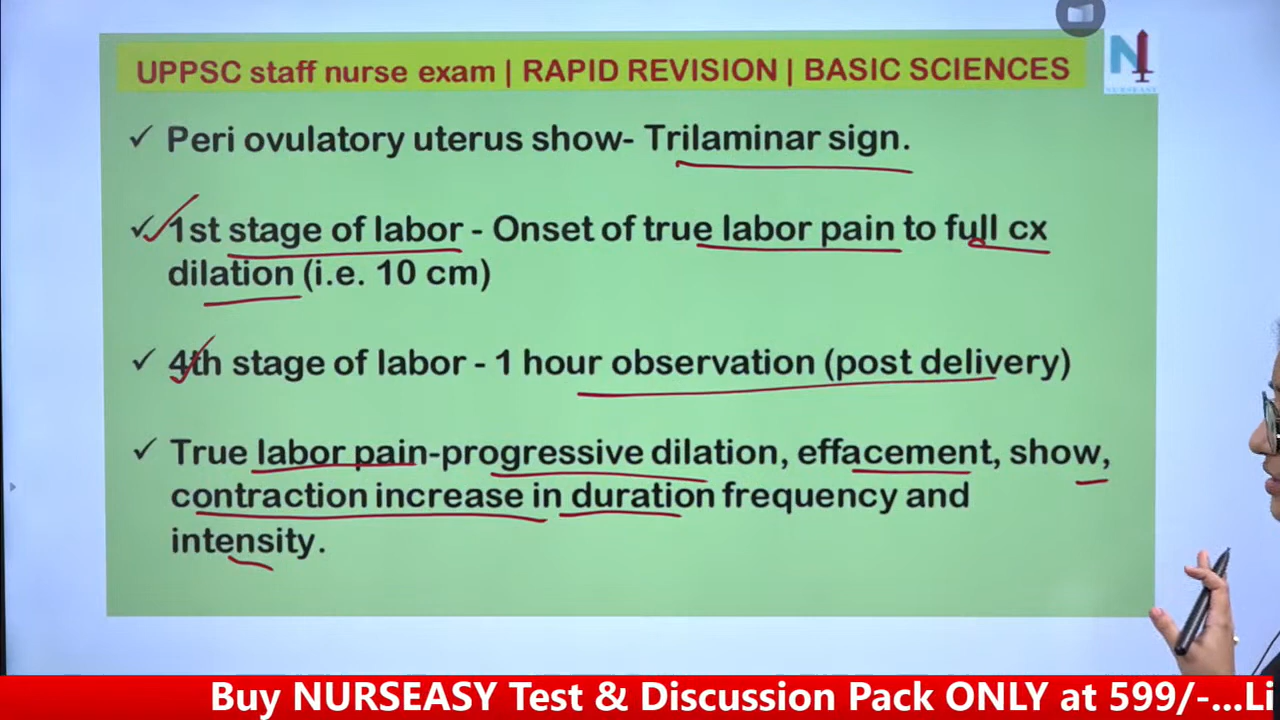 UPPSC staff nurse exam | RAPID REVISION | BASIC SCIENCES
NURSEASY
✓ Peri ovulatory uterus show- Trilaminar sign.
✓ 1st stage of labor - Onset of true labor pain to full cx
dilation (i.e. 10 cm)
✓ 4th stage of labor - 1 hour observation (post delivery)
✓ True labor pain-progressive dilation, effacement, show,
contraction increase in duration frequency and
intensity.
Buy NURSEASY Test & Discussion Pack ONLY at 599/-...Li